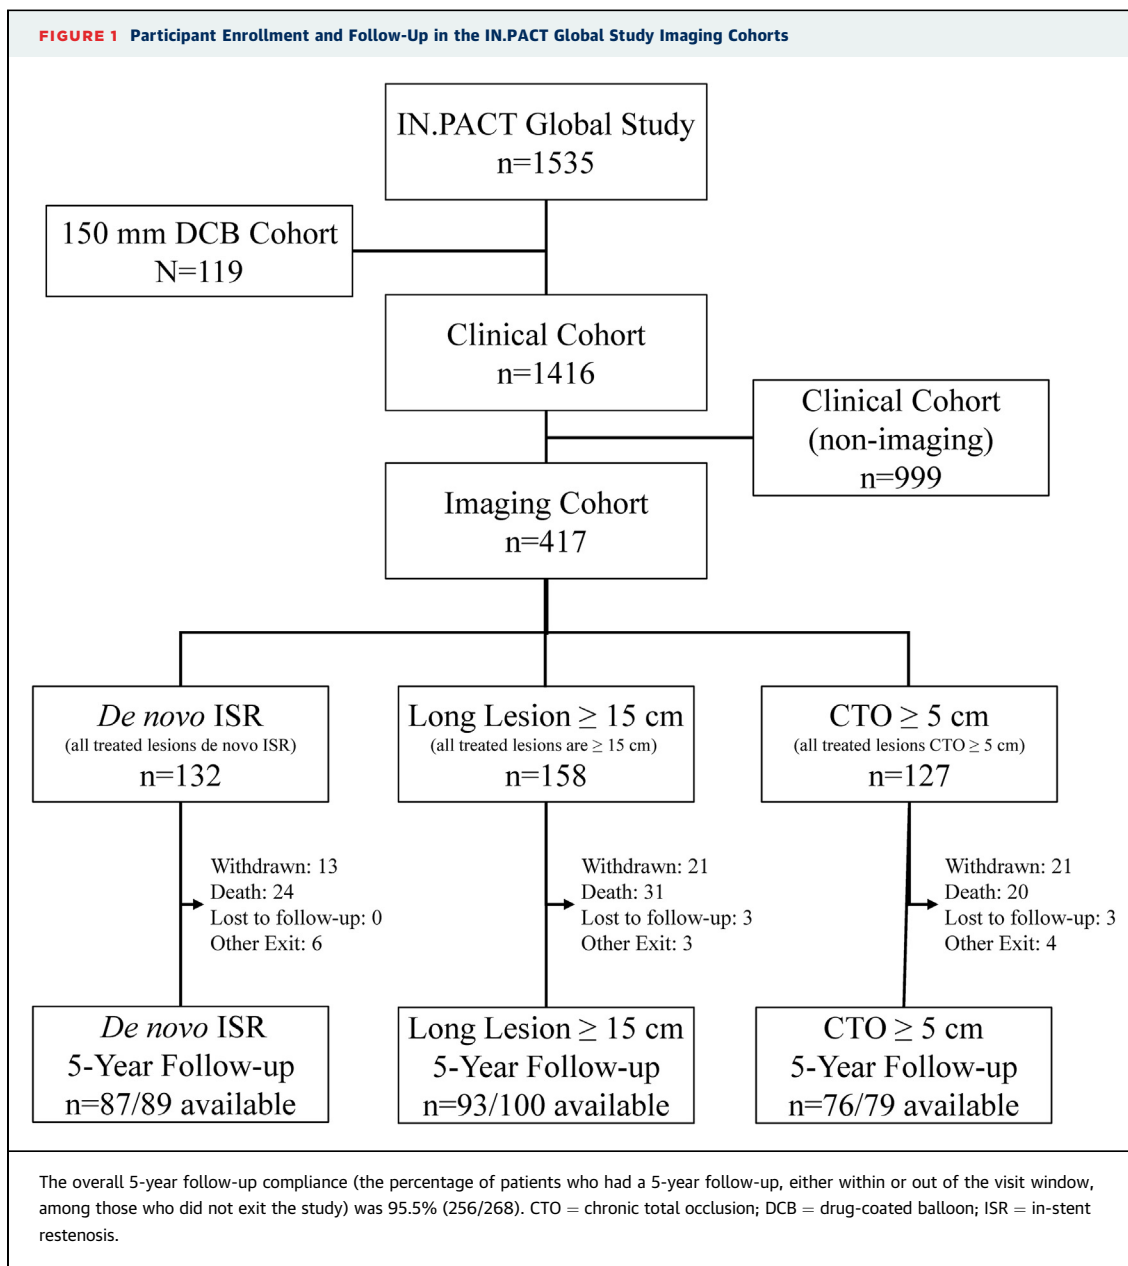 FIGURE 1 Participant Enrollment and Follow-Up in the IN.PACT Global Study Imaging Cohorts
IN.PACT Global Study
n=1535
150 mm DCB Cohort
N=119
Clinical Cohort
n=1416
Clinical Cohort
(non-imaging)
n=999
Imaging Cohort
n=417
De novo ISR
(all treated lesions de novo ISR)
n=132
Long Lesion ≥ 15 cm
(all treated lesions are ≥ 15 cm)
n=158
CTO ≥ 5 cm
(all treated lesions CTO ≥ 5 cm)
n=127
Withdrawn: 13
Death: 24
Lost to follow-up: 0
Other Exit: 6
Withdrawn: 21
Death: 31
Lost to follow-up: 3
Other Exit: 3
Withdrawn: 21
Death: 20
Lost to follow-up: 3
Other Exit: 4
De novo ISR
5-Year Follow-up
n=87/89 available
Long Lesion ≥ 15 cm
5-Year Follow-up
n=93/100 available
CTO ≥ 5 cm
5-Year Follow-up
n=76/79 available
The overall 5-year follow-up compliance (the percentage of patients who had a 5-year follow-up, either within or out of the visit window,
among those who did not exit the study) was 95.5% (256/268). CTO = chronic total occlusion; DCB = drug-coated balloon; ISR = in-stent
restenosis.